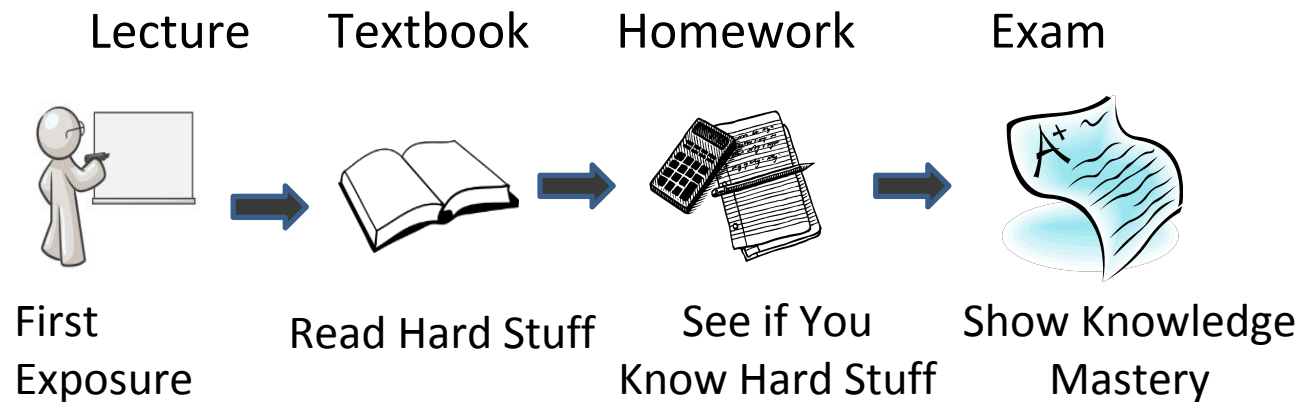 Lecture Textbook Homework Exam
A+
First Exposure
Read Hard Stuff
See if You Know Hard Stuff
Show Knowledge Mastery